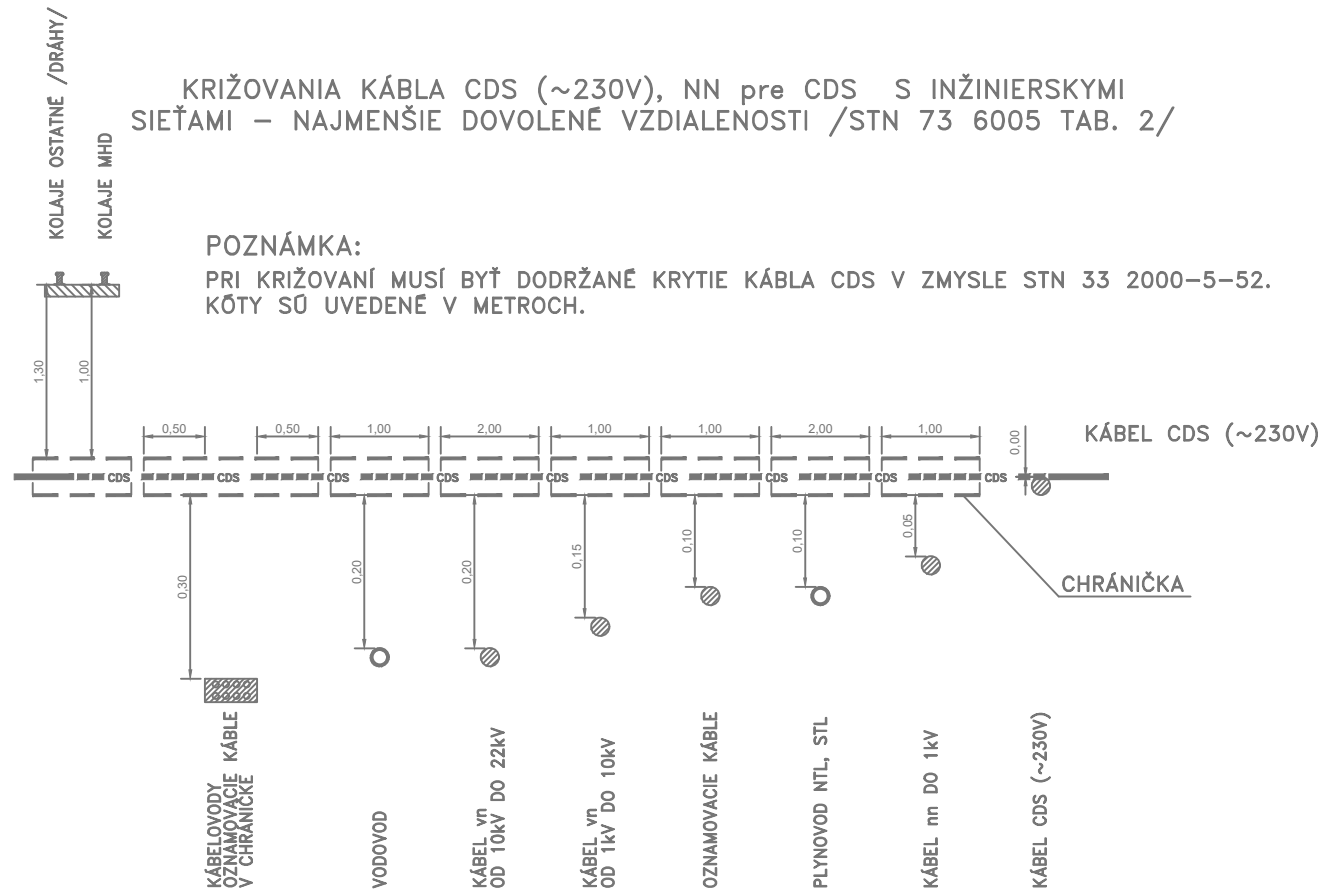 KRIŽOVANIA KÁBLA CDS (~230V), NN pre CDS S INŽINIERSKYMI
SIEŤAMI – NAJMENŠIE DOVOLENÉ VZDIALENOSTI /STN 73 6005 TAB. 2/
KOLAJE OSTATNÉ /DRÁHY/
KOLAJE MHD
POZNÁMKA:
PRI KRIŽOVANÍ MUSÍ BYŤ DODRŽANÉ KRYTIE KÁBLA CDS V ZMYSLE STN 33 2000–5–52.
KÓTY SÚ UVEDENÉ V METROCH.
1,30
1,00
0,50
0,50
1,00
2,00
1,00
1,00
2,00
1,00
0,00
KÁBEL CDS (~230V)
CDS
CDS
CDS
CDS
CDS
CDS
CDS
CDS
CDS
0,30
0,20
0,20
0,15
0,10
0,10
0,05
CHRÁNIČKA
KÁBELOVODY
OZNAMOVACIE KÁBLE
V CHRÁNIČKE
VODOVOD
KÁBEL vn
OD 10kV DO 22kV
KÁBEL vn
OD 1kV DO 10kV
OZNAMOVACIE KÁBLE
PLYNOVOD NTL, STL
KÁBEL nn DO 1kV
KÁBEL CDS (~230V)